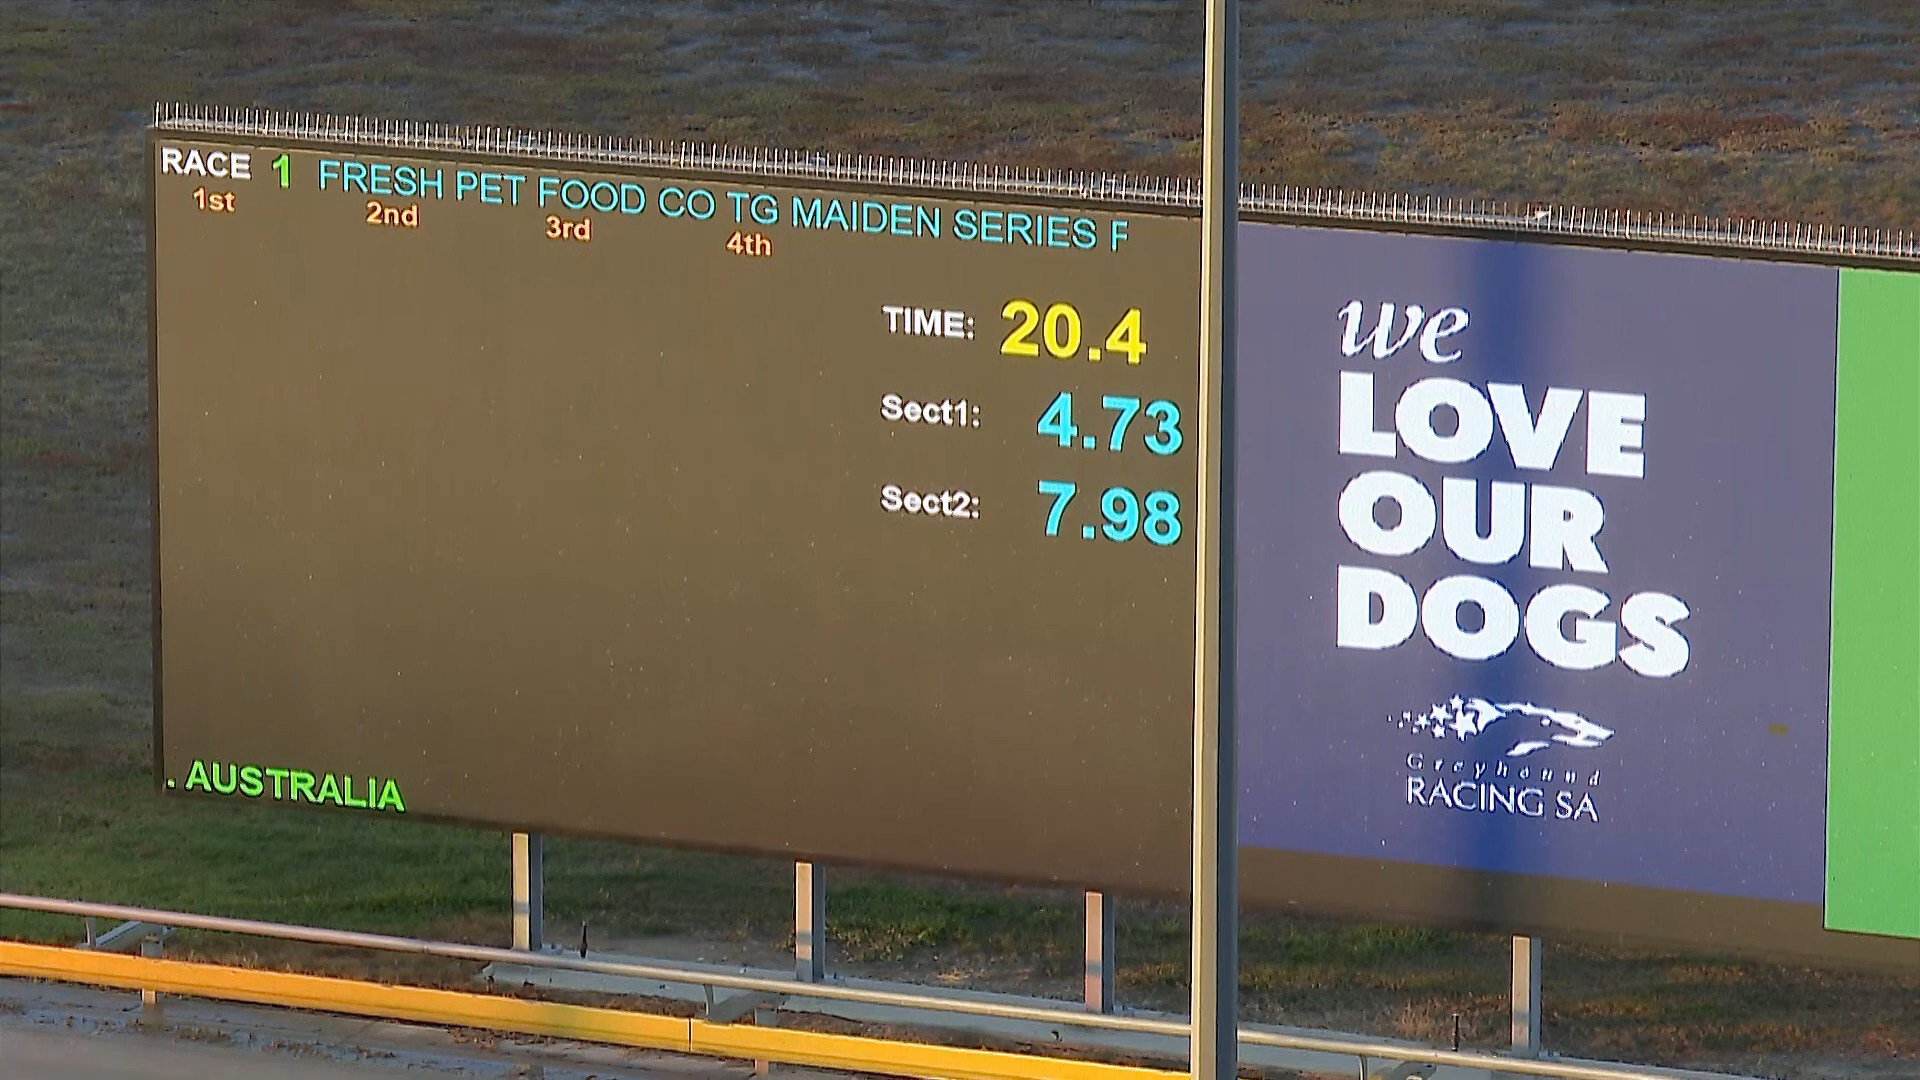 RACE 1 FRESH PET FOOD CO TG MAIDEN SERIES F
1st 2nd 3rd 4th
TIME: 20.4
Sect1: 4.73
Sect2: 7.98
. AUSTRALIA
we
LOVE
OUR
DOGS
Greyhound
RACING SA